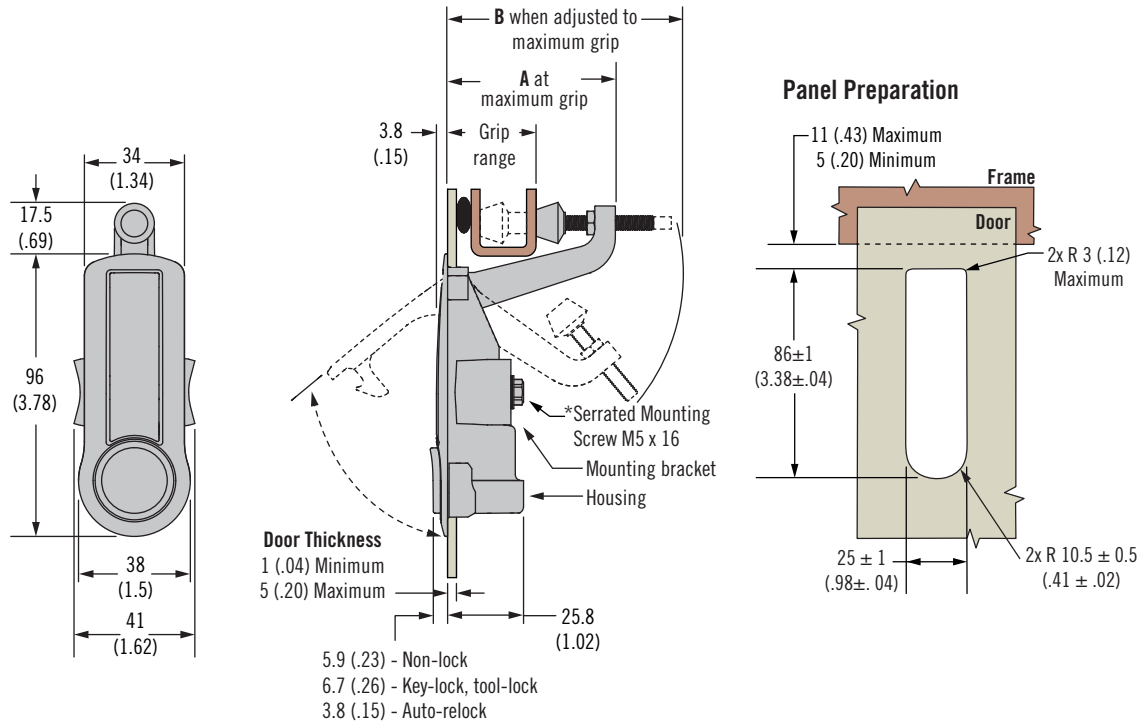 34
(1.34)
17.5
(.69)
96
(3.78)
38
(1.5)
41
(1.62)
B when adjusted to
maximum grip
A at
maximum grip
3.8
(.15)
Grip
range
*Serrated Mounting
Screw M5 x 16
Mounting bracket
Housing
Door Thickness
1 (.04) Minimum
5 (.20) Maximum
25.8
(1.02)
5.9 (.23) - Non-lock
6.7 (.26) - Key-lock, tool-lock
3.8 (.15) - Auto-relock
Panel Preparation
11 (.43) Maximum
5 (.20) Minimum
Frame
Door
2x R 3 (.12)
Maximum
86±1
(3.38±.04)
25 ± 1
(.98±. 04)
2x R 10.5 ± 0.5
(.41 ± .02)